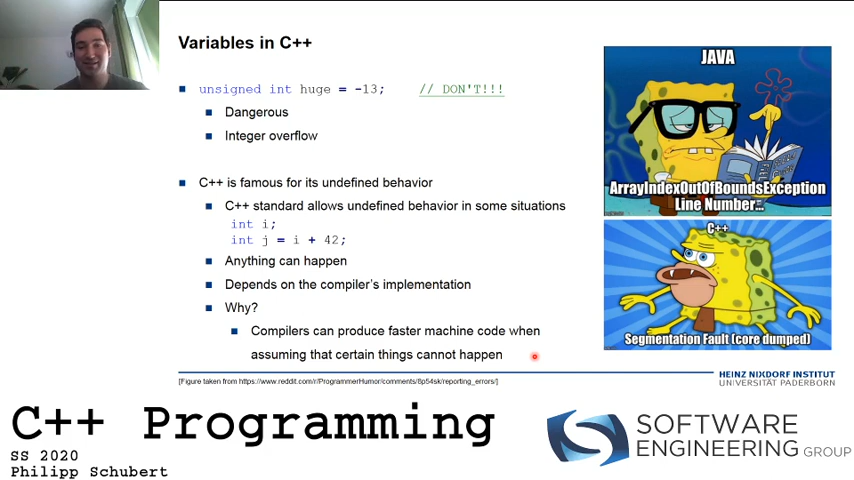 Variables in C++
unsigned int huge = -13; // DON'T!!!
Dangerous
Integer overflow
C++ is famous for its undefined behavior
C++ standard allows undefined behavior in some situations
int i;
int j = i + 42;
Anything can happen
Depends on the compiler's implementation
Why?
Compilers can produce faster machine code when
assuming that certain things cannot happen
JAVA
ArrayIndexOutOfBoundsException
Line Number...
C++
Segmentation Fault (core dumped)
HEINZ NIXDORF INSTITUT
UNIVERSITÄT PADERBORN
[Figure taken from https://www.reddit.com/r/ProgrammerHumor/comments/8p54sk/reporting_errors/]
C++ Programming
SS 2020
Philipp Schubert
SOFTWARE
ENGINEERING GROUP